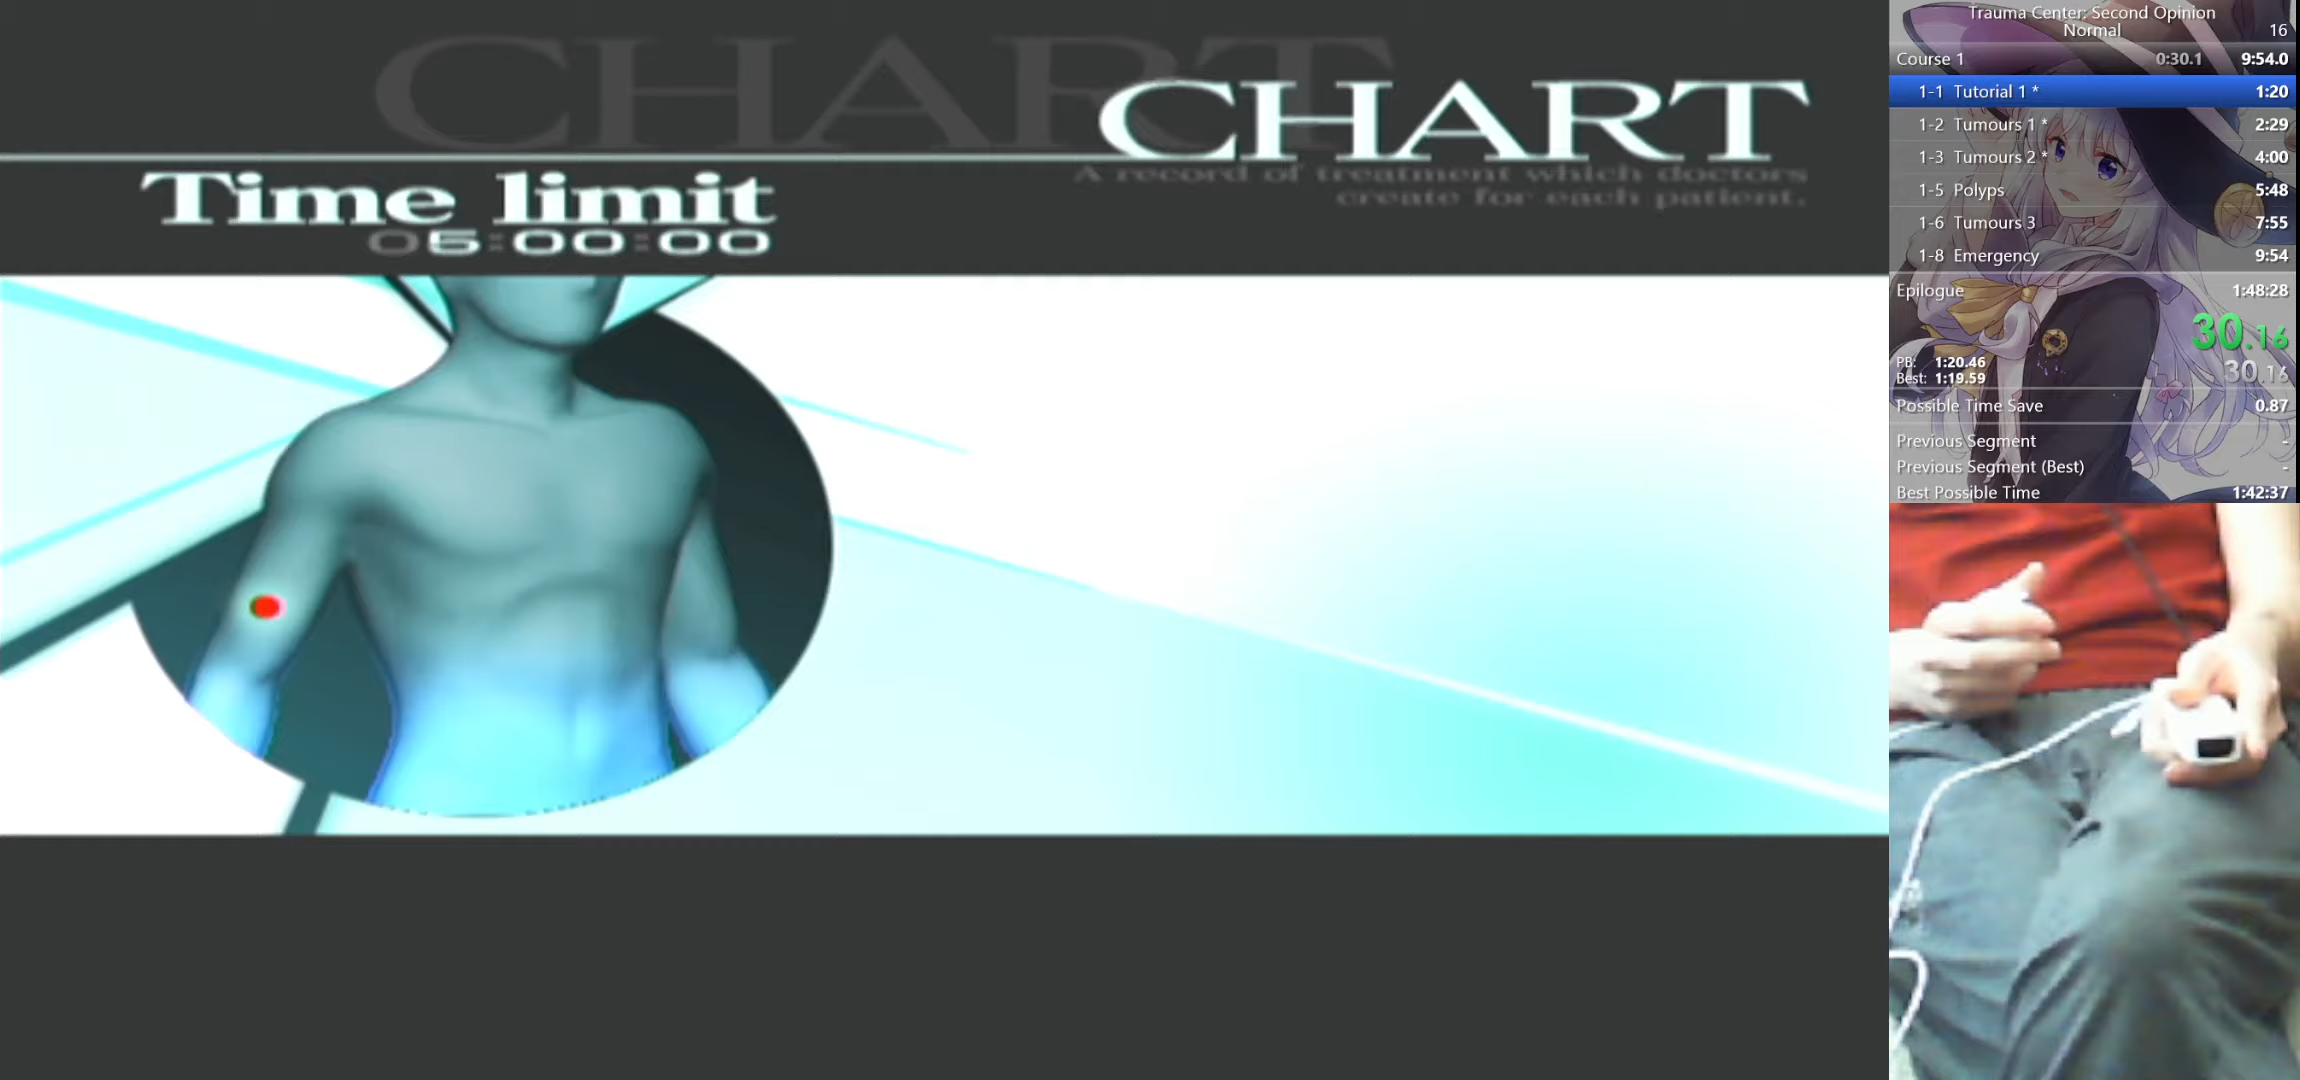 CHART
CHART
A record of treatment which doctors
create for each patient.
Time limit
05:00:00
Trauma Center: Second Opinion
Normal 16
Course 1 0:30.1 9:54.0
1-1 Tutorial 1 * 1:20
1-2 Tumours 1 * 2:29
1-3 Tumours 2 * 4:00
1-5 Polyps 5:48
1-6 Tumours 3 7:55
1-8 Emergency 9:54
Epilogue 1:48:28
30.16
PB: 1:20.46
Best: 1:19.59
30.16
Possible Time Save 0.87
Previous Segment -
Previous Segment (Best) -
Best Possible Time 1:42:37